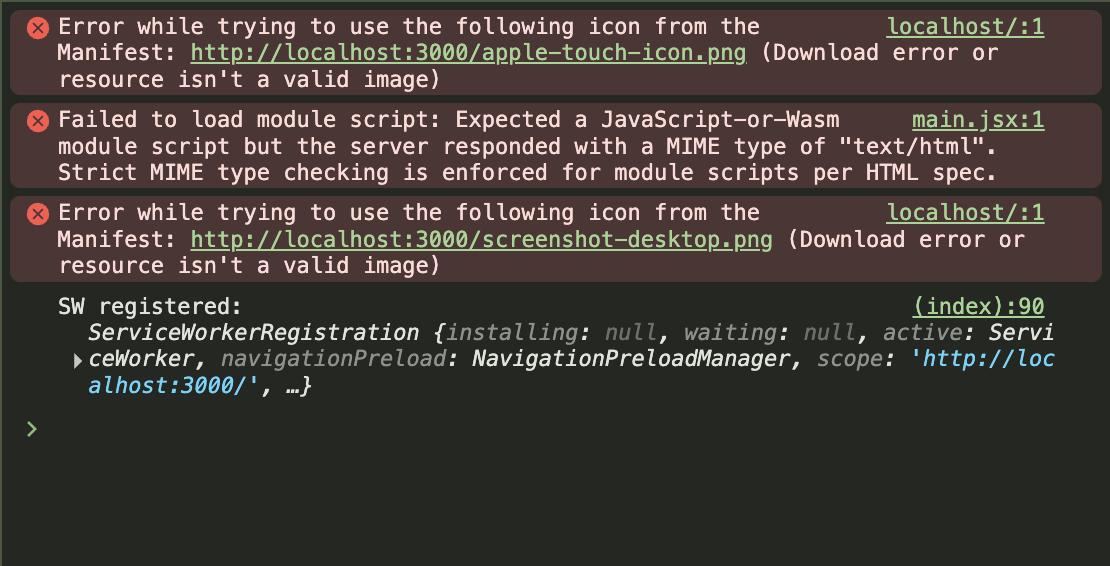 Error while trying to use the following icon from the localhost/:1
Manifest: http://localhost:3000/apple-touch-icon.png (Download error or
resource isn't a valid image)
Failed to load module script: Expected a JavaScript-or-Wasm main.jsx:1
module script but the server responded with a MIME type of "text/html".
Strict MIME type checking is enforced for module scripts per HTML spec.
Error while trying to use the following icon from the localhost/:1
Manifest: http://localhost:3000/screenshot-desktop.png (Download error or
resource isn't a valid image)
SW registered: (index):90
ServiceWorkerRegistration {installing: null, waiting: null, active: Servi
ceWorker, navigationPreload: NavigationPreloadManager, scope: 'http://loc
alhost:3000/', …}